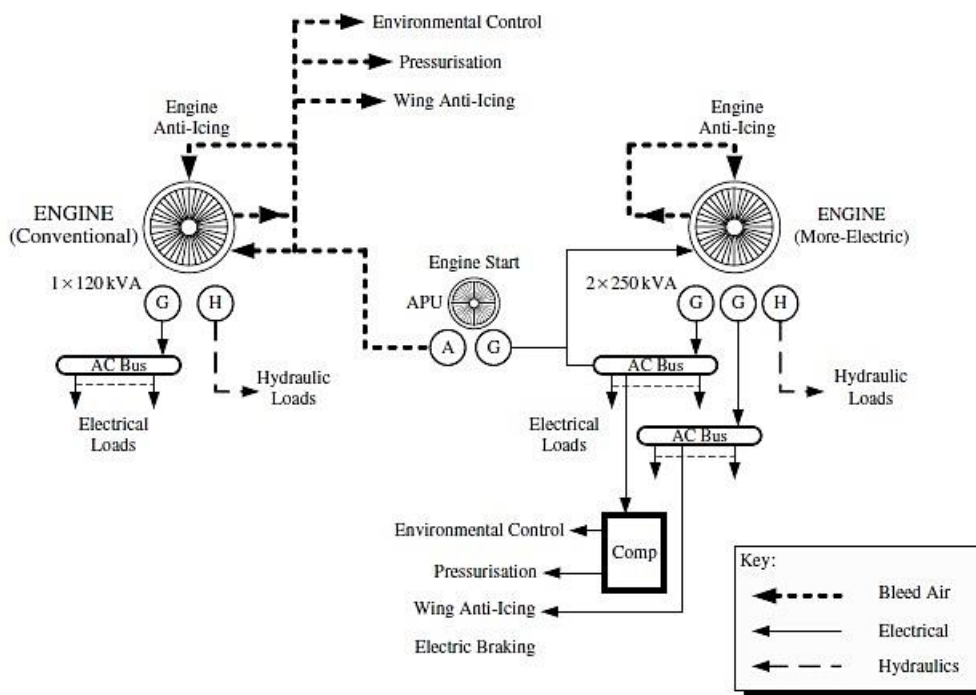 Environmental Control
Pressurisation
Wing Anti-Icing
Engine
Anti-Icing
ENGINE
(Conventional)
1 × 120 kVA
G
H
AC Bus
Electrical
Loads
Hydraulic
Loads
Engine Start
APU
A
G
Engine
Anti-Icing
ENGINE
(More-Electric)
2 × 250 kVA
G
G
H
AC Bus
Electrical
Loads
AC Bus
Hydraulic
Loads
Environmental Control
Comp
Pressurisation
Wing Anti-Icing
Electric Braking
Key:
Bleed Air
Electrical
Hydraulics